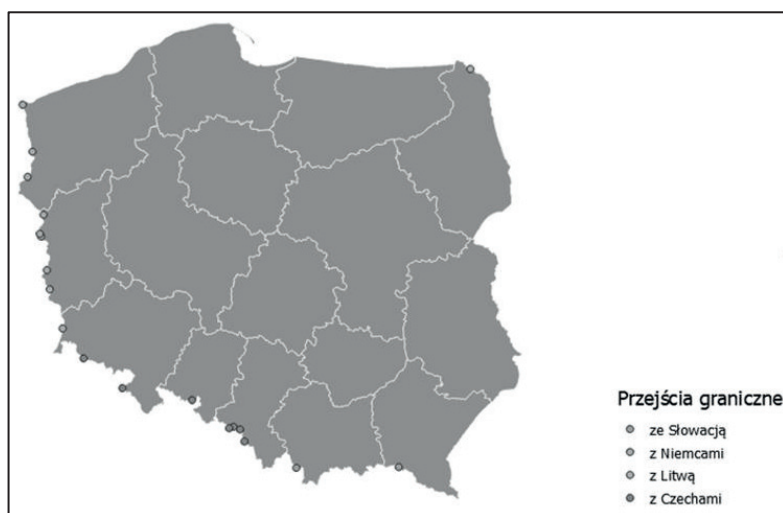 Przejścia graniczne
ze Słowacją
z Niemcami
z Litwą
z Czechami